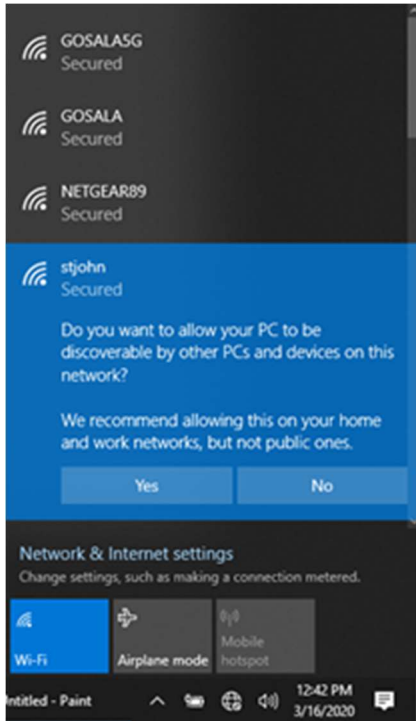 GOSALA5G
Secured
GOSALA
Secured
NETGEAR89
Secured
stjohn
Secured
Do you want to allow your PC to be
discoverable by other PCs and devices on this
network?
We recommend allowing this on your home
and work networks, but not public ones.
Yes No
Network & Internet settings
Change settings, such as making a connection metered.
Wi-Fi
Airplane mode
Mobile
hotspot
ntitled - Paint
12:42 PM
3/16/2020